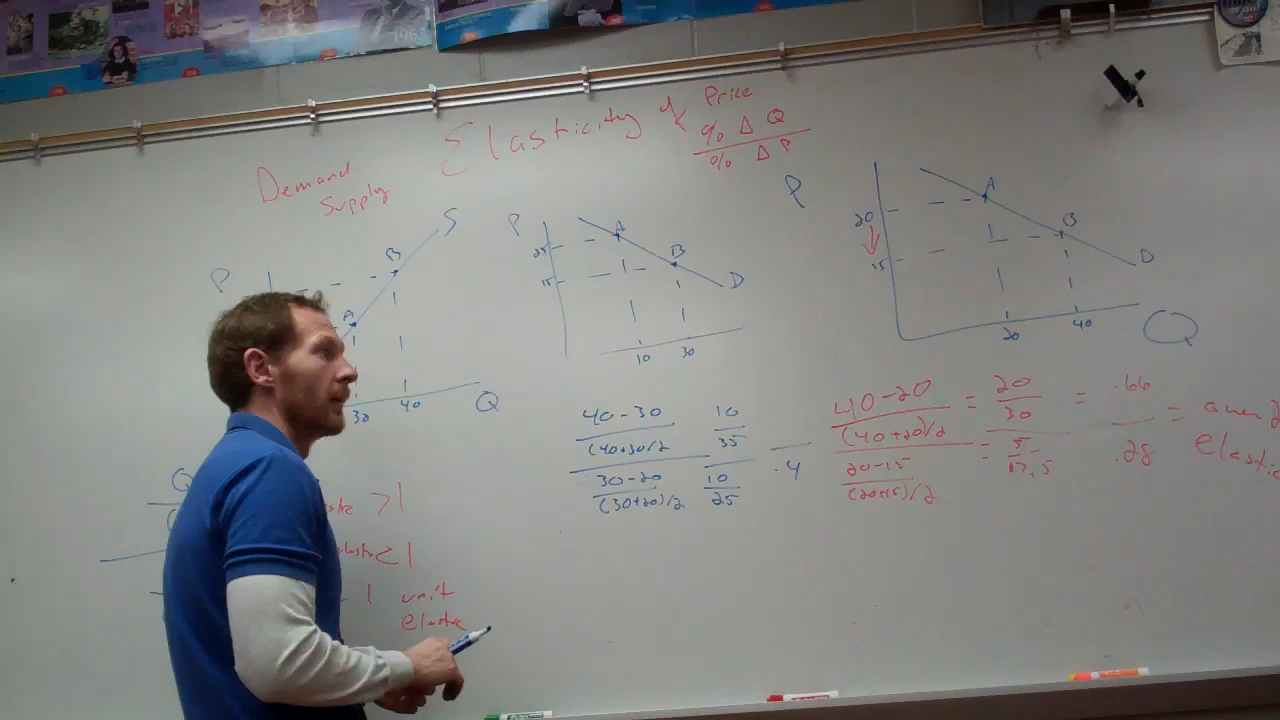 1963
Elasticity of Price
% Δ Q
% Δ P
Demand
Supply
P
S
B
A
30
40
Q
P
25
15
A
B
D
10
30
P
20
15
A
B
D
20
40
Q
40-30
(40+30)/2
30-20
(30+20)/2
10
35
10
25
.4
40-20
(40+20)/2
20-15
(20+15)/2
=
20
30
=
5
17.5
=
.66
.28
=
Elastic
Q
>1
<1
1 unit
elastic